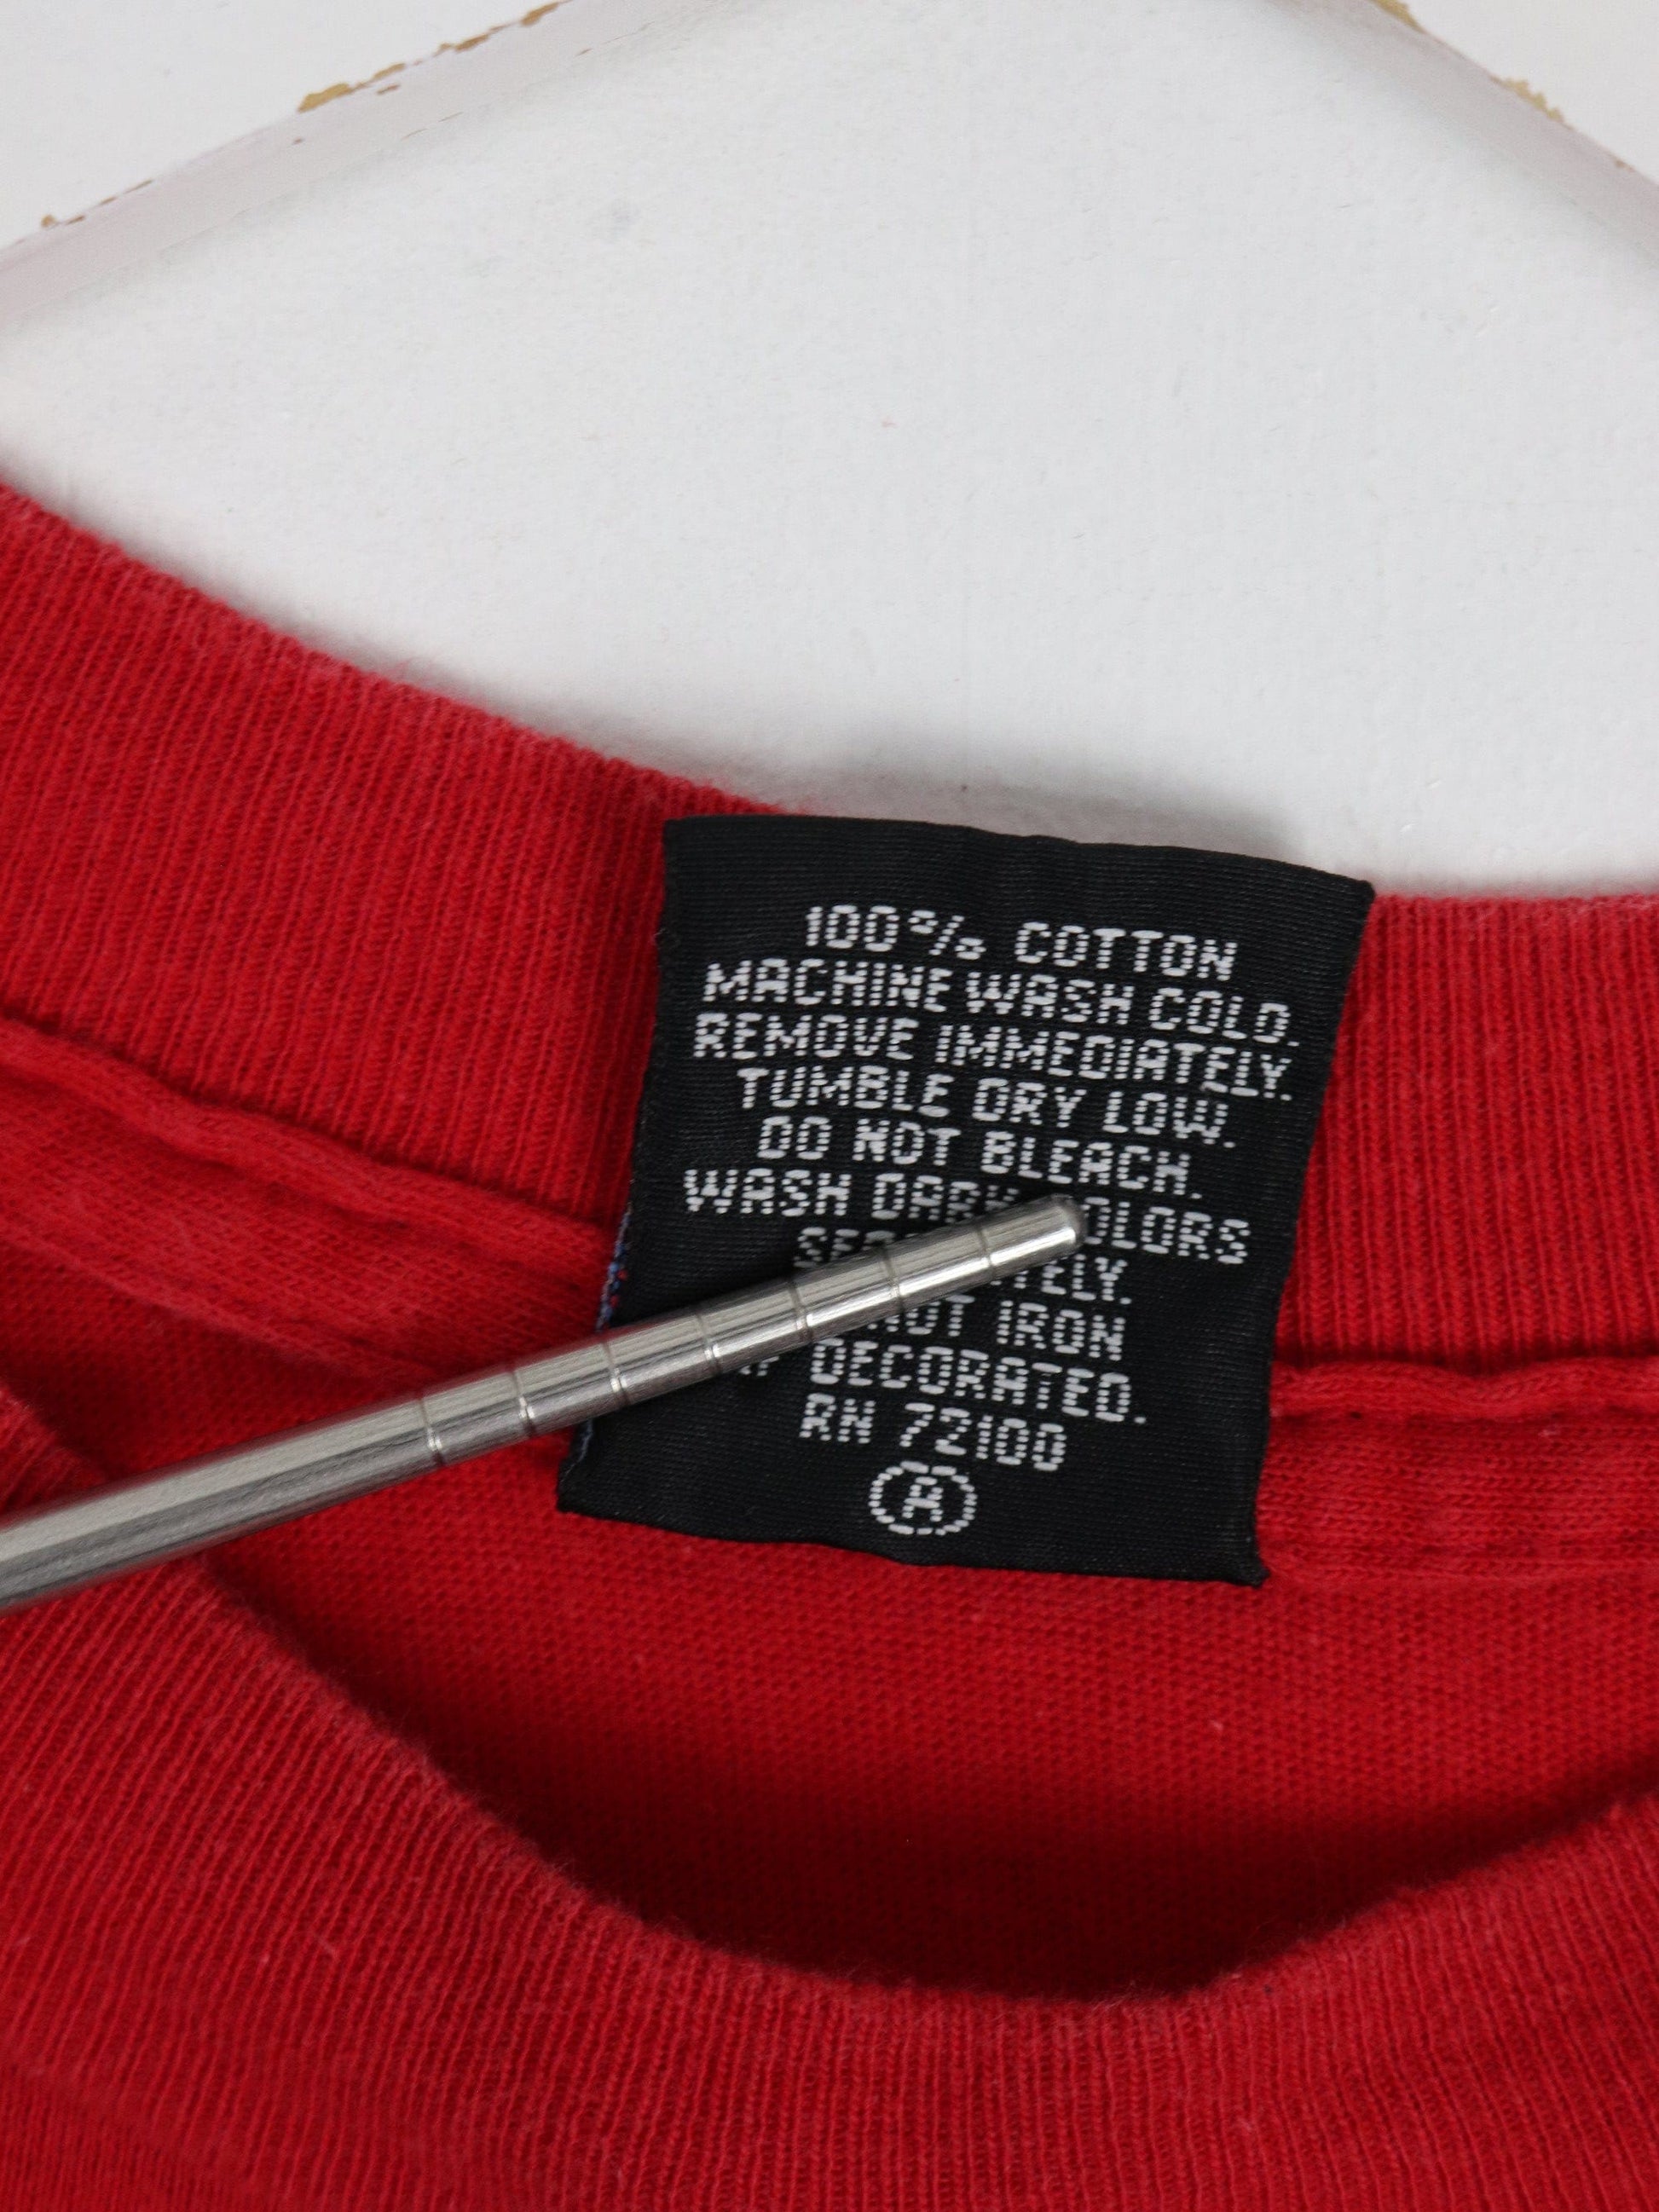 100% COTTON
MACHINE WASH COLD.
REMOVE IMMEDIATELY.
TUMBLE DRY LOW.
DO NOT BLEACH.
WASH DARK COLORS
NOT IRON
DECORATED.
RN 72100
A